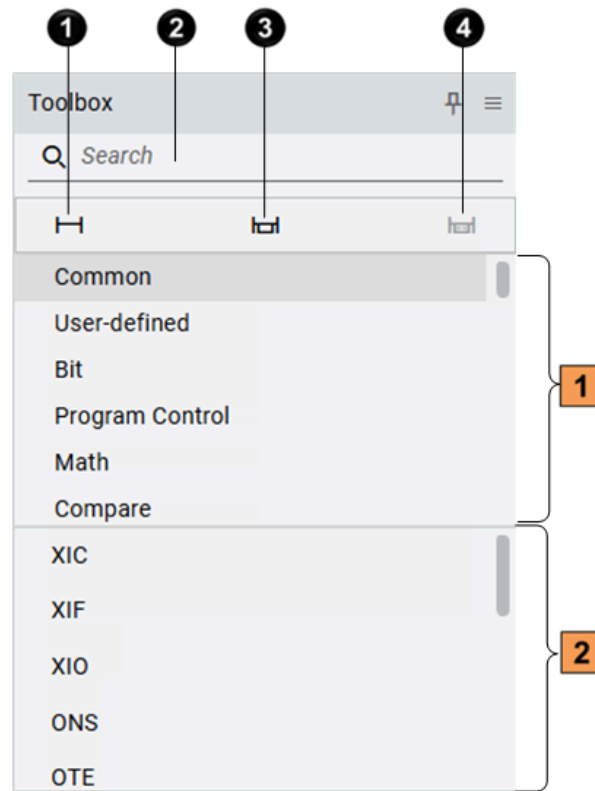 1 2 3 4
Toolbox
Search
Common
User-defined
Bit
Program Control
Math
Compare
1
XIC
XIF
XIO
ONS
OTE
2